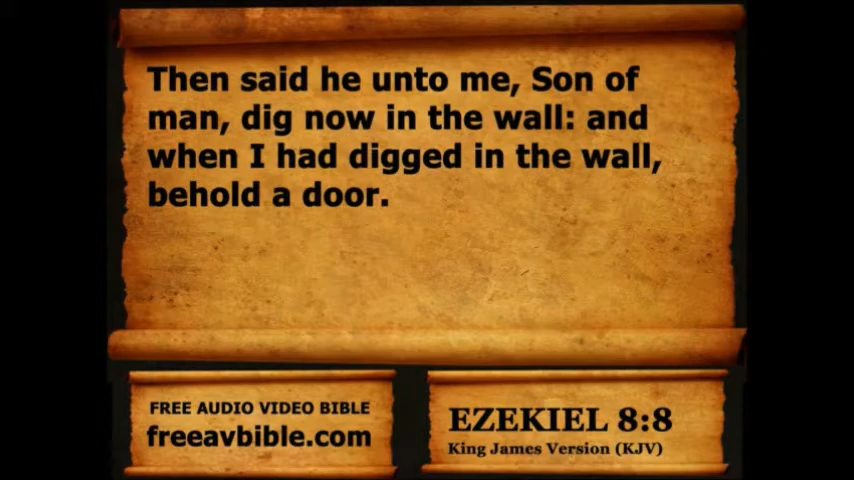 Then said he unto me, Son of
man, dig now in the wall: and
when I had digged in the wall,
behold a door.
FREE AUDIO VIDEO BIBLE
freeavbible.com
EZEKIEL 8:8
King James Version (KJV)